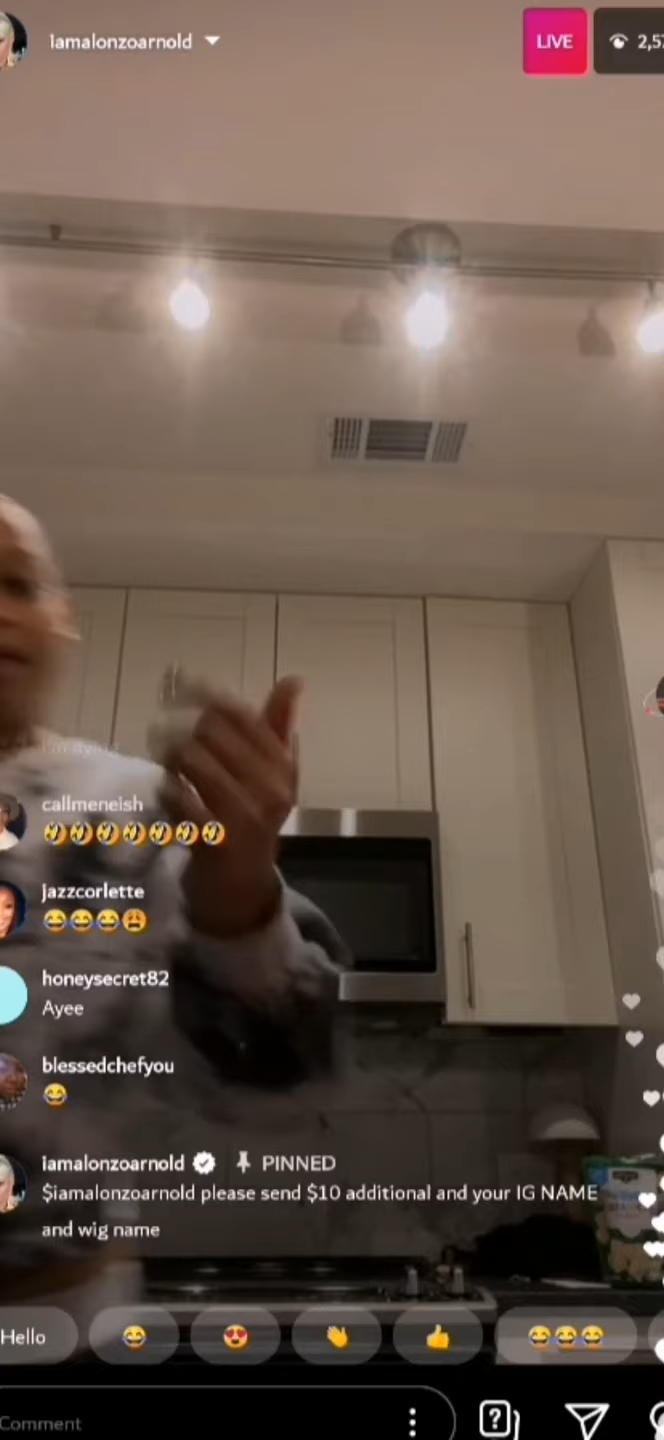 iamalonzoarnold
LIVE
2,57
I'm dying
callmeneish
🤣🤣🤣🤣🤣🤣🤣
jazzcorlette
😂😂😂😩
honeysecret82
Ayee
blessedchefyou
😂
iamalonzoarnold PINNED
$iamalonzoarnold please send $10 additional and your IG NAME
and wig name
Hello 😂 😍 👏 👍 😂😂😂
Comment